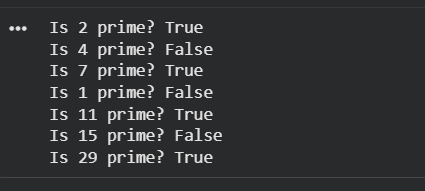 Is 2 prime? True
Is 4 prime? False
Is 7 prime? True
Is 1 prime? False
Is 11 prime? True
Is 15 prime? False
Is 29 prime? True